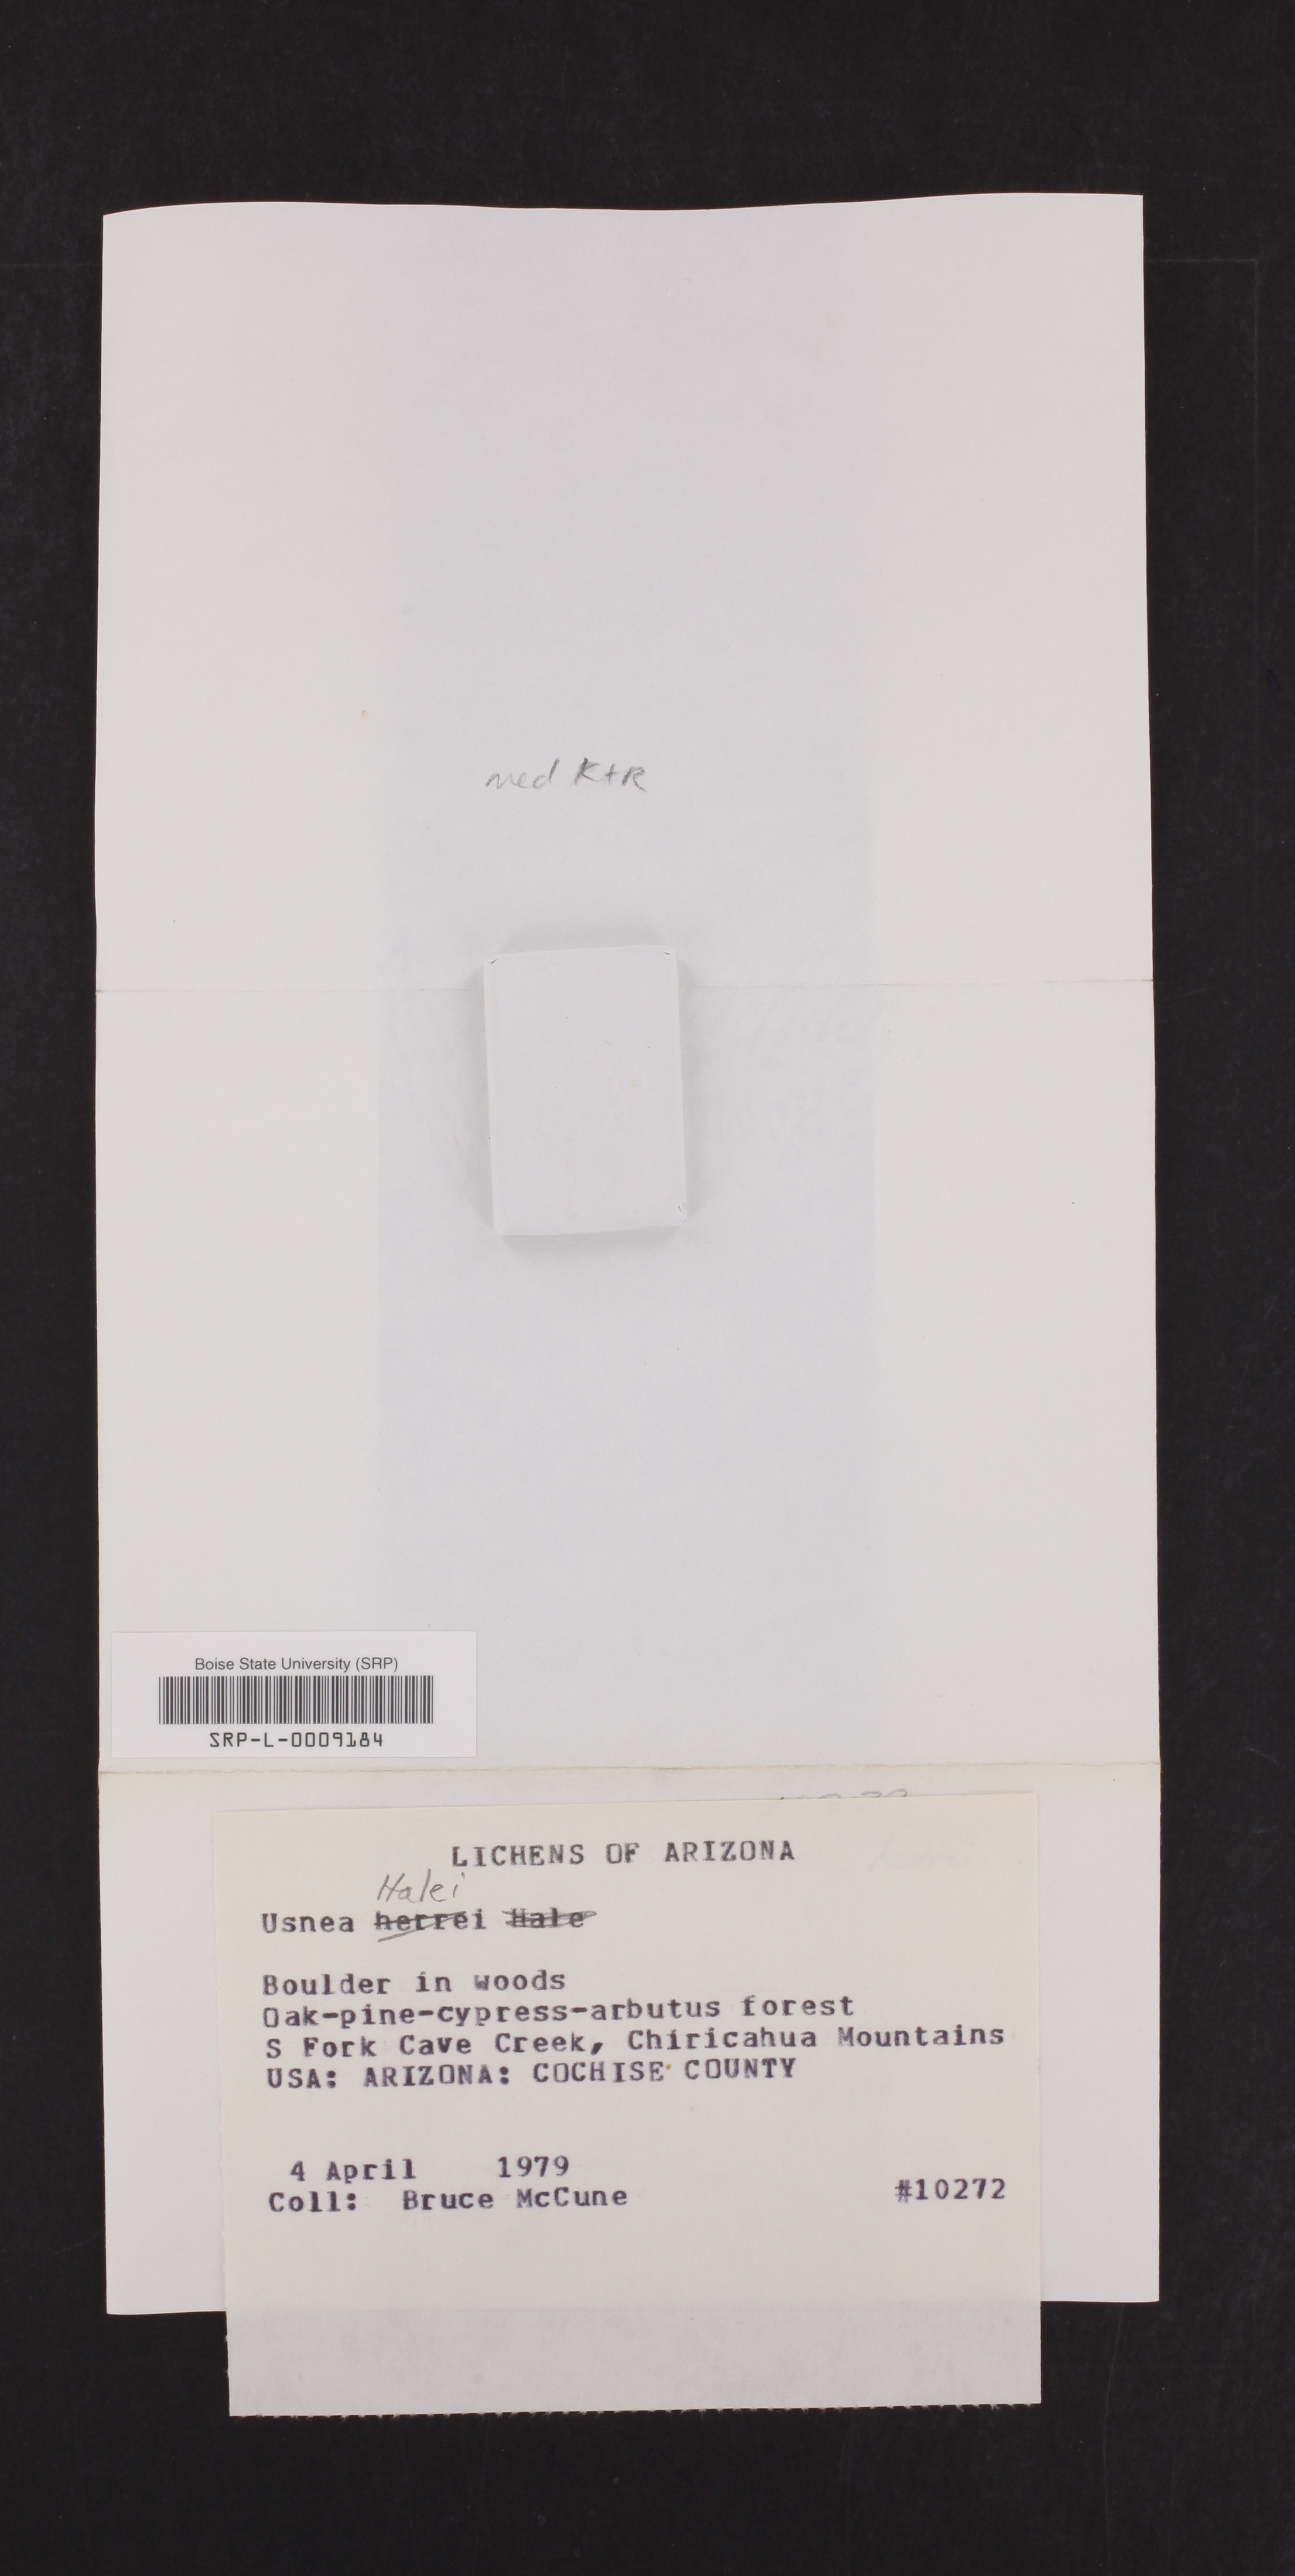 med K+R
Boise State University (SRP)
SRP-L-0009184
LICHENS OF ARIZONA
Halei
Usnea herrei Hale
Boulder in woods
Oak-pine-cypress-arbutus forest
S Fork Cave Creek, Chiricahua Mountains
USA: ARIZONA: COCHISE COUNTY
4 April 1979
Coll: Bruce McCune #10272